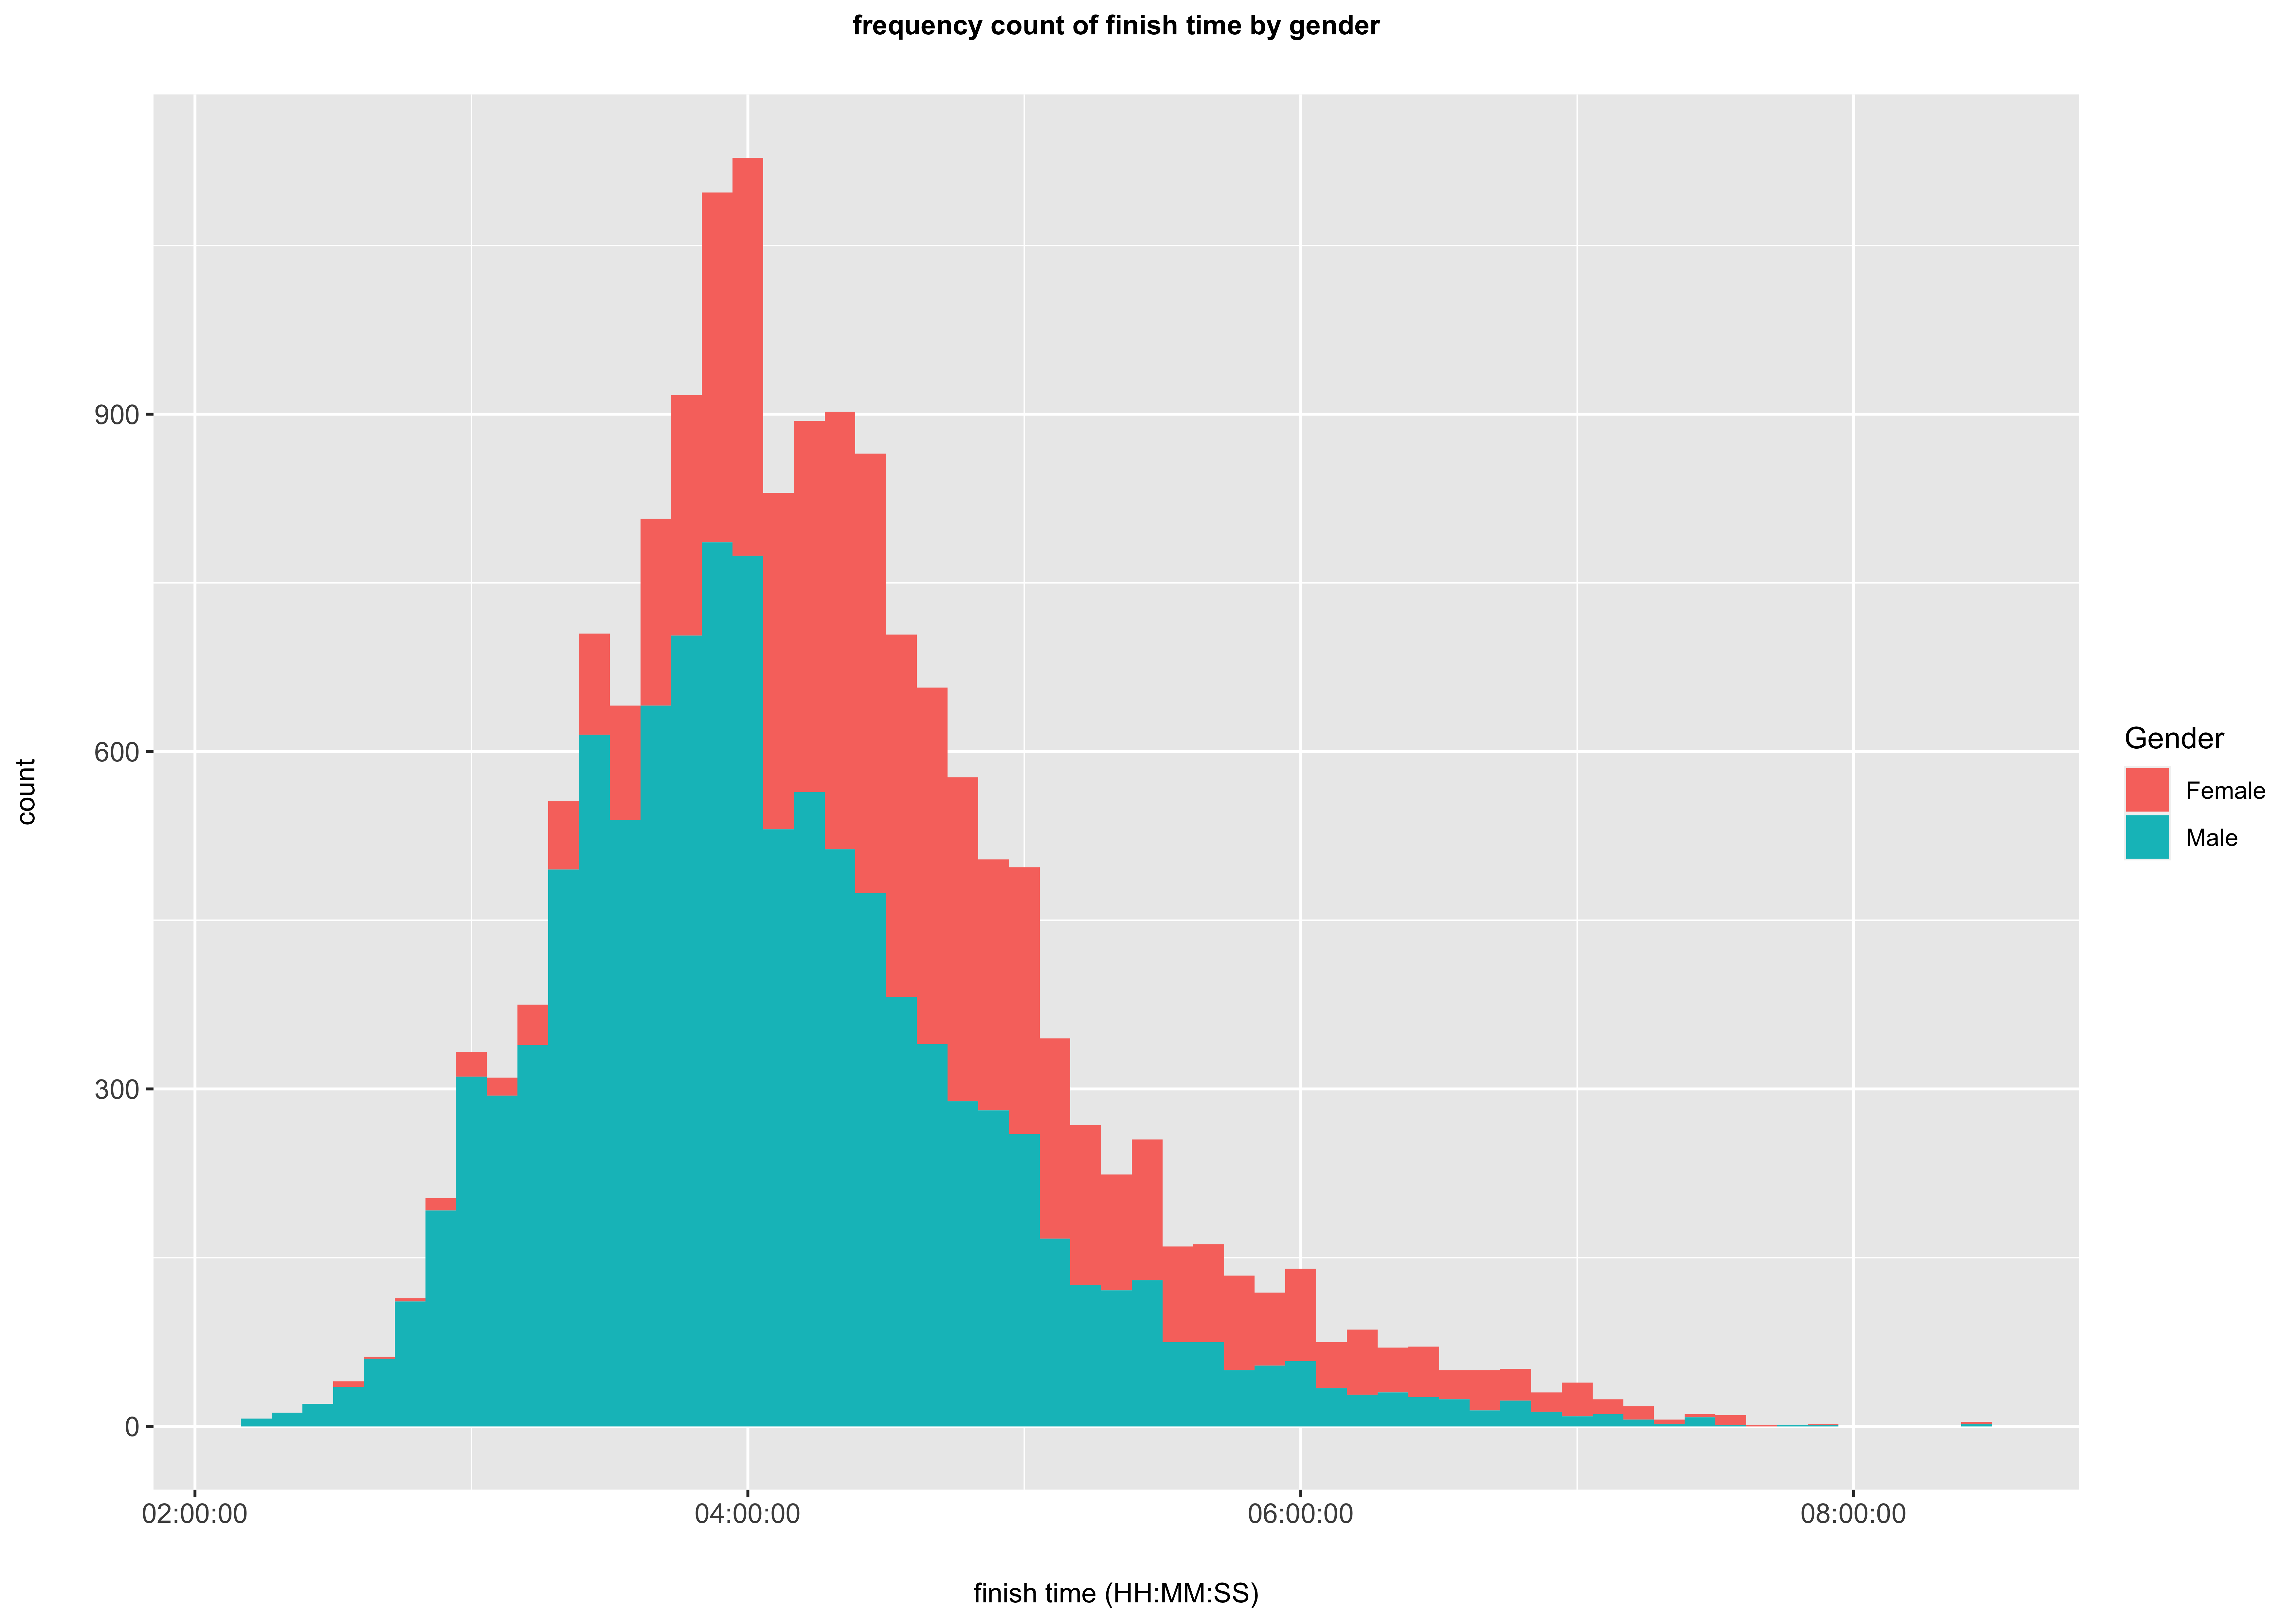 frequency count of finish time by gender
count
900
600
300
0
02:00:00
04:00:00
06:00:00
08:00:00
finish time (HH:MM:SS)
Gender
Female
Male